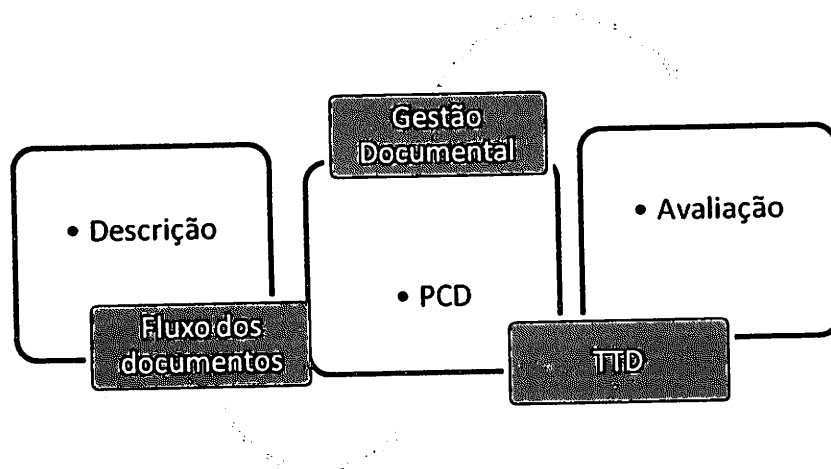 • Descrição
Fluxo dos
documentos
Gestão
Documental
• PCD
• Avaliação
TTD